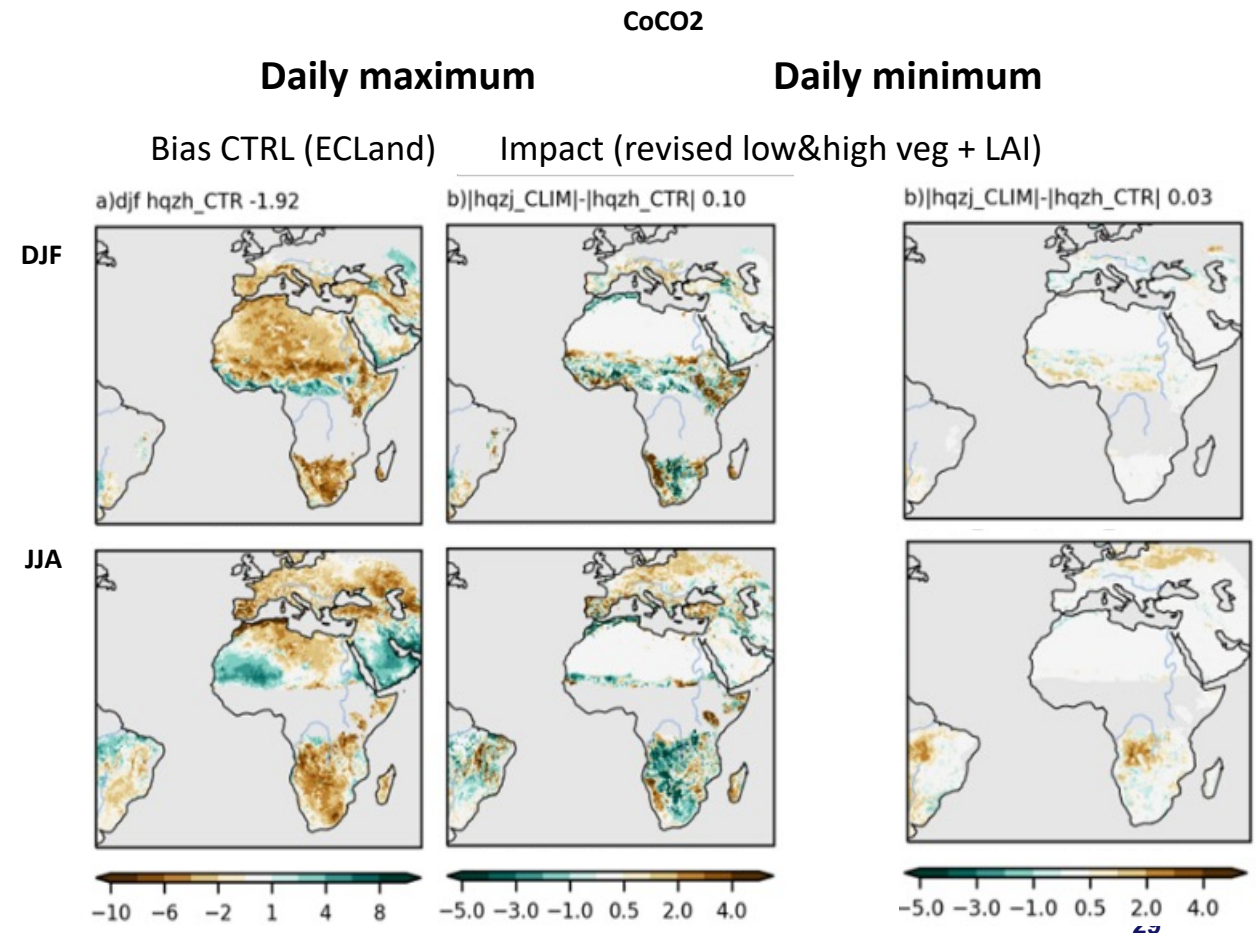 CoCO2
Daily maximum Daily minimum
Bias CTRL (ECLand) Impact (revised low&high veg + LAI)
a)djf hqzh_CTR -1.92 b)|hqzj_CLIM|-|hqzh_CTR| 0.10 b)|hqzj_CLIM|-|hqzh_CTR| 0.03
DJF
JJA
−10 −6 −2 1 4 8 −5.0 −3.0 −1.0 0.5 2.0 4.0 −5.0 −3.0 −1.0 0.5 2.0 4.0